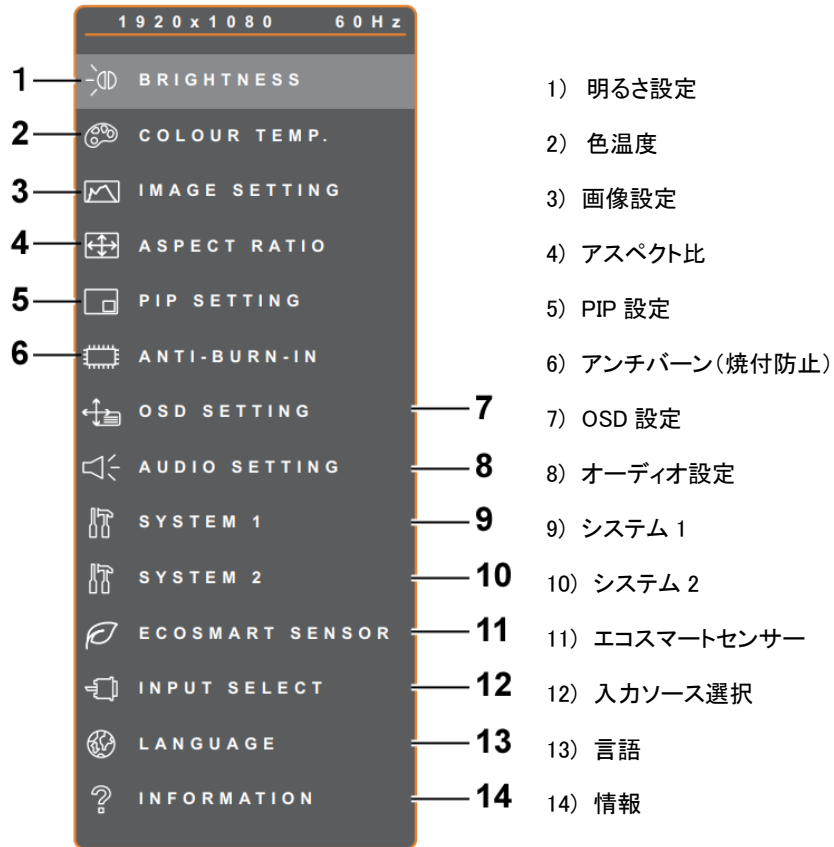 1920x1080 60Hz
1 BRIGHTNESS
2 COLOUR TEMP.
3 IMAGE SETTING
4 ASPECT RATIO
5 PIP SETTING
6 ANTI-BURN-IN
OSD SETTING 7
AUDIO SETTING 8
SYSTEM 1 9
SYSTEM 2 10
ECOSMART SENSOR 11
INPUT SELECT 12
LANGUAGE 13
INFORMATION 14
1) 明るさ設定
2) 色温度
3) 画像設定
4) アスペクト比
5) PIP 設定
6) アンチバーン(焼付防止)
7) OSD 設定
8) オーディオ設定
9) システム 1
10) システム 2
11) エコスマートセンサー
12) 入力ソース選択
13) 言語
14) 情報